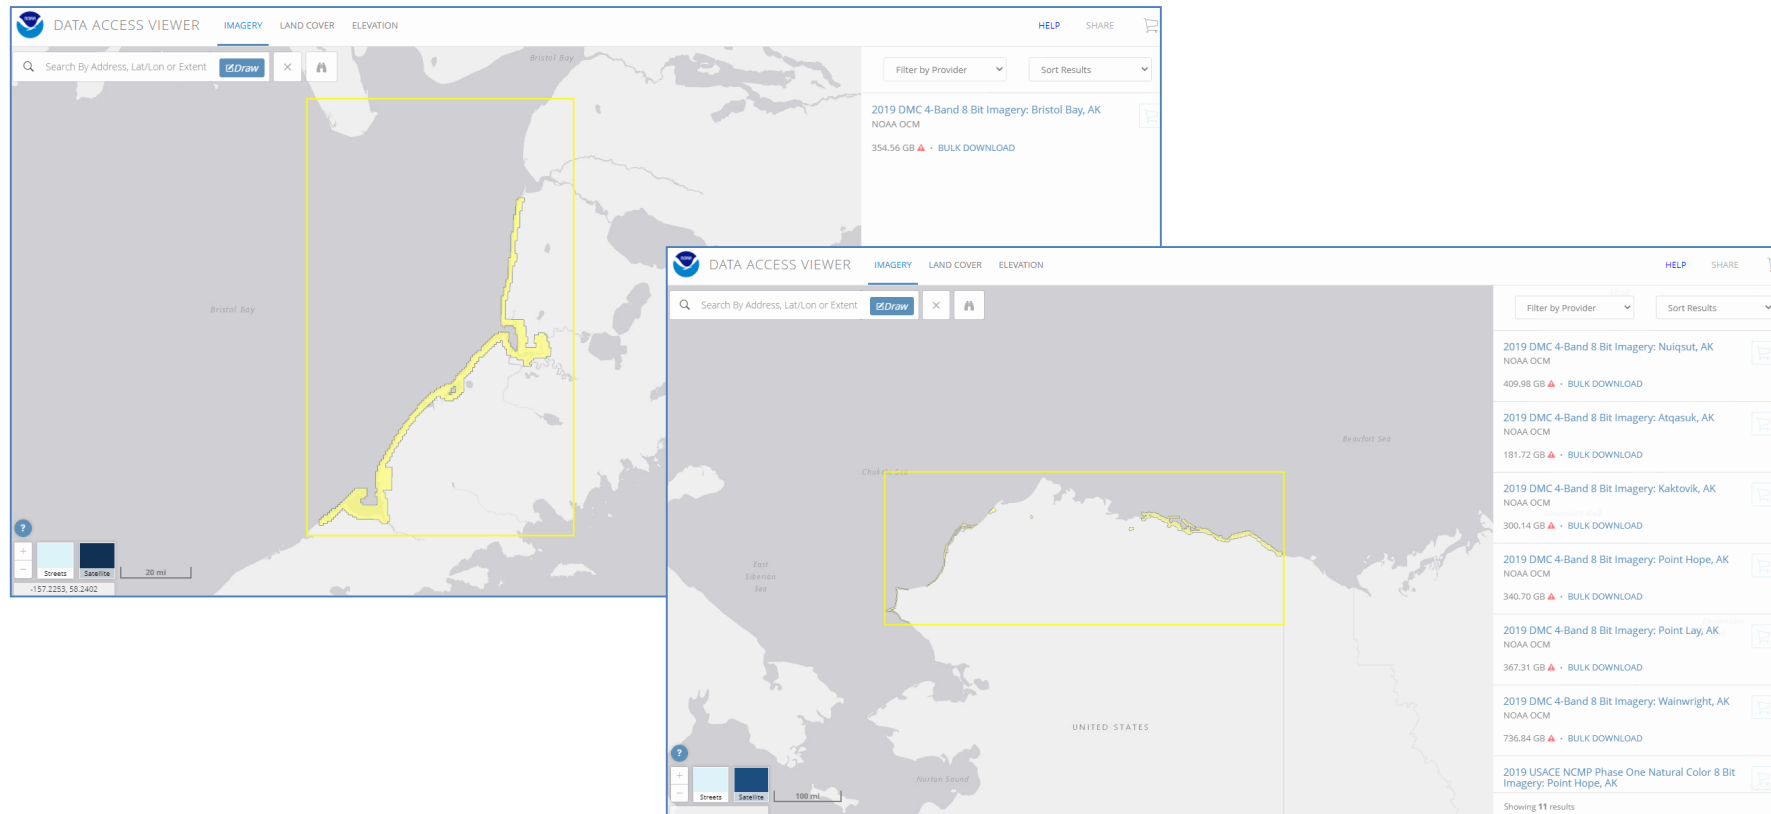 DATA ACCESS VIEWER IMAGERY LAND COVER ELEVATION HELP SHARE
Search By Address, Lat/Lon or Extent Draw
Filter by Provider Sort Results
Bristol Bay
2019 DMC 4-Band 8 Bit Imagery: Bristol Bay, AK
NOAA OCM
354.56 GB • BULK DOWNLOAD
Bristol Bay
?
+
−
Streets Satellite 20 mi
-157.2253, 58.2402
DATA ACCESS VIEWER IMAGERY LAND COVER ELEVATION HELP SHARE
Search By Address, Lat/Lon or Extent Draw
Filter by Provider Sort Results
2019 DMC 4-Band 8 Bit Imagery: Nuiqsut, AK
NOAA OCM
409.98 GB • BULK DOWNLOAD
2019 DMC 4-Band 8 Bit Imagery: Atqasuk, AK
NOAA OCM
181.72 GB • BULK DOWNLOAD
2019 DMC 4-Band 8 Bit Imagery: Kaktovik, AK
NOAA OCM
300.14 GB • BULK DOWNLOAD
2019 DMC 4-Band 8 Bit Imagery: Point Hope, AK
NOAA OCM
340.70 GB • BULK DOWNLOAD
2019 DMC 4-Band 8 Bit Imagery: Point Lay, AK
NOAA OCM
367.31 GB • BULK DOWNLOAD
2019 DMC 4-Band 8 Bit Imagery: Wainwright, AK
NOAA OCM
736.84 GB • BULK DOWNLOAD
2019 USACE NCMP Phase One Natural Color 8 Bit
Imagery: Point Hope, AK
Showing 11 results
Beaufort Sea
Chukchi Sea
East
Siberian
Sea
UNITED STATES
Norton Sound
?
+
−
Streets Satellite 100 mi